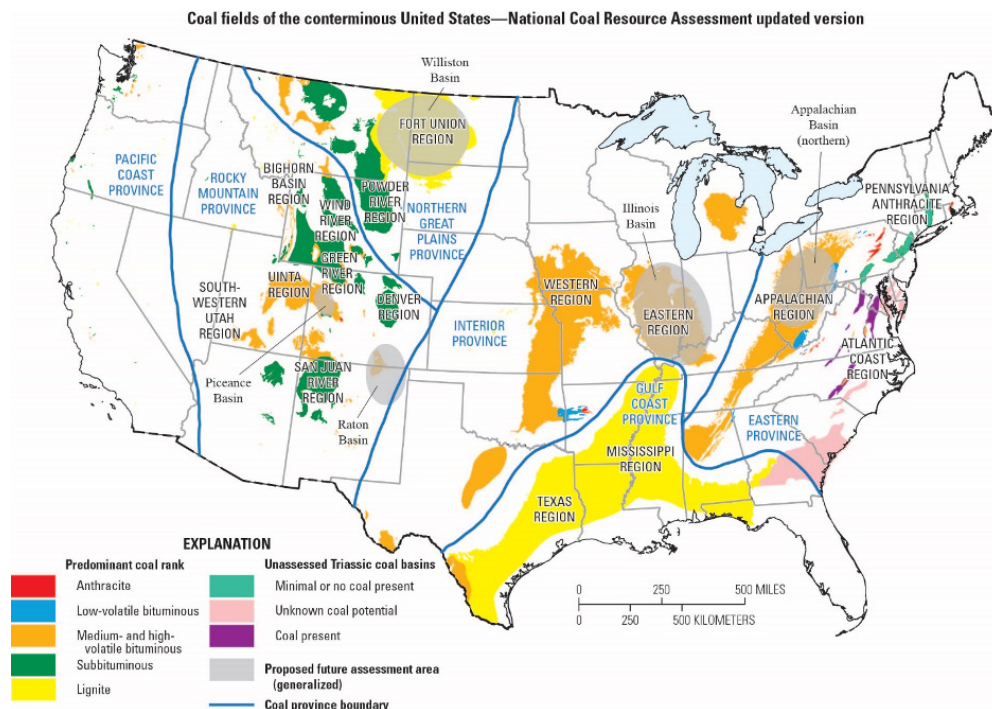 Coal fields of the conterminous United States—National Coal Resource Assessment updated version
Williston
Basin
FORT UNION
REGION
Appalachian
Basin
(northern)
PACIFIC
COAST
PROVINCE
ROCKY
MOUNTAIN
PROVINCE
BIGHORN
BASIN
REGION
WIND
RIVER
REGION
POWDER
RIVER
REGION
NORTHERN
GREAT
PLAINS
PROVINCE
PENNSYLVANIA
ANTHRACITE
REGION
Illinois
Basin
GREEN
RIVER
REGION
UINTA
REGION
SOUTH-
WESTERN
UTAH
REGION
DENVER
REGION
WESTERN
REGION
EASTERN
REGION
APPALACHIAN
REGION
INTERIOR
PROVINCE
ATLANTIC
COAST
REGION
Piceance
Basin
SAN JUAN
RIVER
REGION
Raton
Basin
GULF
COAST
PROVINCE
EASTERN
PROVINCE
MISSISSIPPI
REGION
TEXAS
REGION
EXPLANATION
Predominant coal rank
Anthracite
Low-volatile bituminous
Medium- and high-
volatile bituminous
Subbituminous
Lignite
Unassessed Triassic coal basins
Minimal or no coal present
Unknown coal potential
Coal present
Proposed future assessment area
(generalized)
Coal province boundary
0 250 500 MILES
0 250 500 KILOMETERS